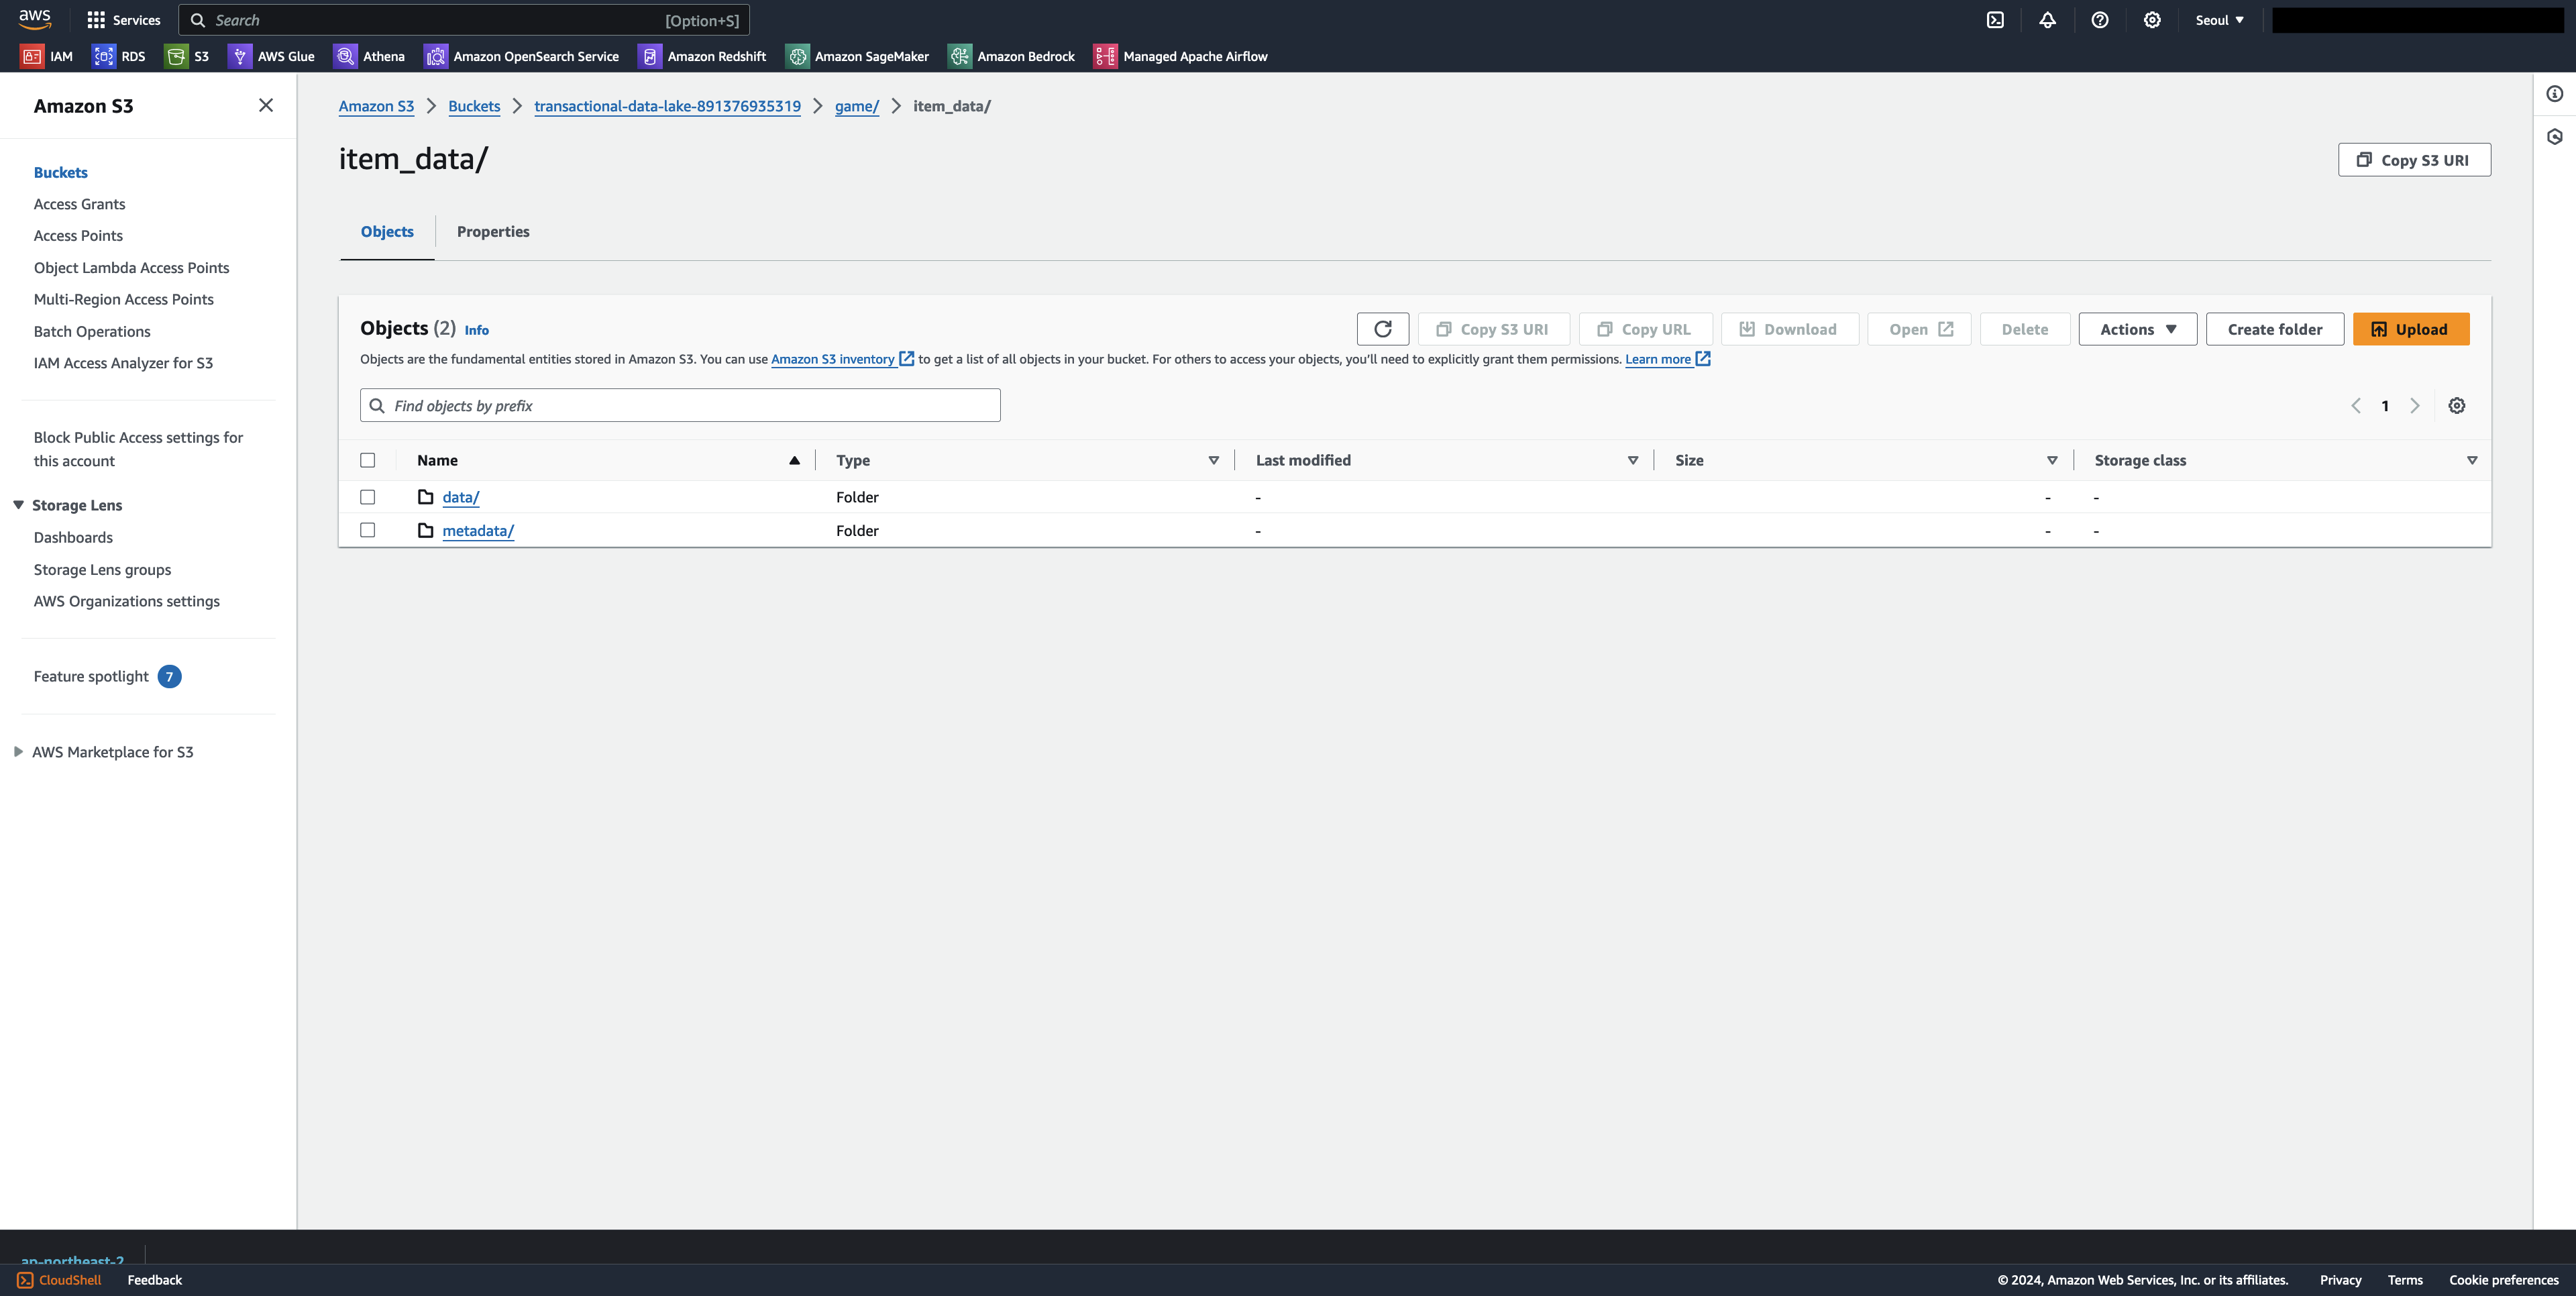 aws
Services
Search [Option+S]
Seoul ▼
IAM RDS S3 AWS Glue Athena Amazon OpenSearch Service Amazon Redshift Amazon SageMaker Amazon Bedrock Managed Apache Airflow
Amazon S3
Buckets
Access Grants
Access Points
Object Lambda Access Points
Multi-Region Access Points
Batch Operations
IAM Access Analyzer for S3
Block Public Access settings for
this account
Storage Lens
Dashboards
Storage Lens groups
AWS Organizations settings
Feature spotlight 7
AWS Marketplace for S3
Amazon S3 > Buckets > transactional-data-lake-891376935319 > game/ > item_data/
item_data/
Copy S3 URI
Objects Properties
Objects (2) Info
Copy S3 URI Copy URL Download Open Delete Actions ▼ Create folder Upload
Objects are the fundamental entities stored in Amazon S3. You can use Amazon S3 inventory to get a list of all objects in your bucket. For others to access your objects, you'll need to explicitly grant them permissions. Learn more
Find objects by prefix
< 1 >
Name Type Last modified Size Storage class
data/ Folder - - -
metadata/ Folder - - -
ap-northeast-2
CloudShell Feedback
© 2024, Amazon Web Services, Inc. or its affiliates. Privacy Terms Cookie preferences